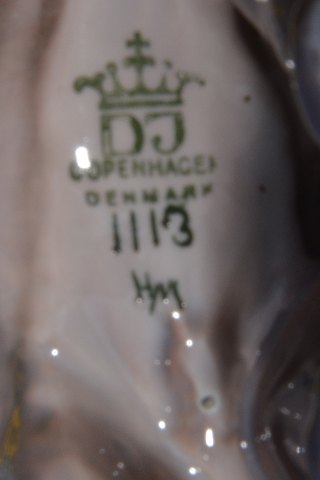 DJ
COPENHAGEN
DENMARK
1113